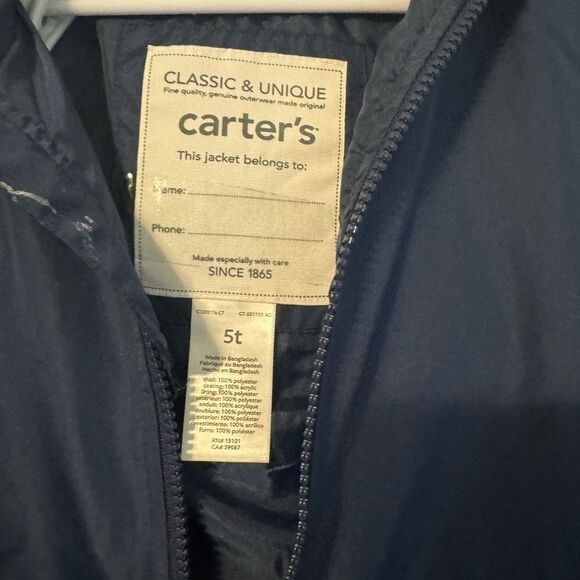 CLASSIC & UNIQUE
Fine quality, genuine outerwear made original
carter's
This jacket belongs to:
Name:
Phone:
Made especially with care
SINCE 1865
5t
Made in Bangladesh
Fabriqué au Bangladesh
Hecho en Bangladesh
shell: 100% polyester
coating: 100% acrylic
lining: 100% polyester
extérieur: 100% polyester
enduit: 100% acrylique
doublure: 100% polyester
exterior: 100% poliéster
revestimiento: 100% acrílico
forro: 100% poliéster
RN# 15101
CA# 59087